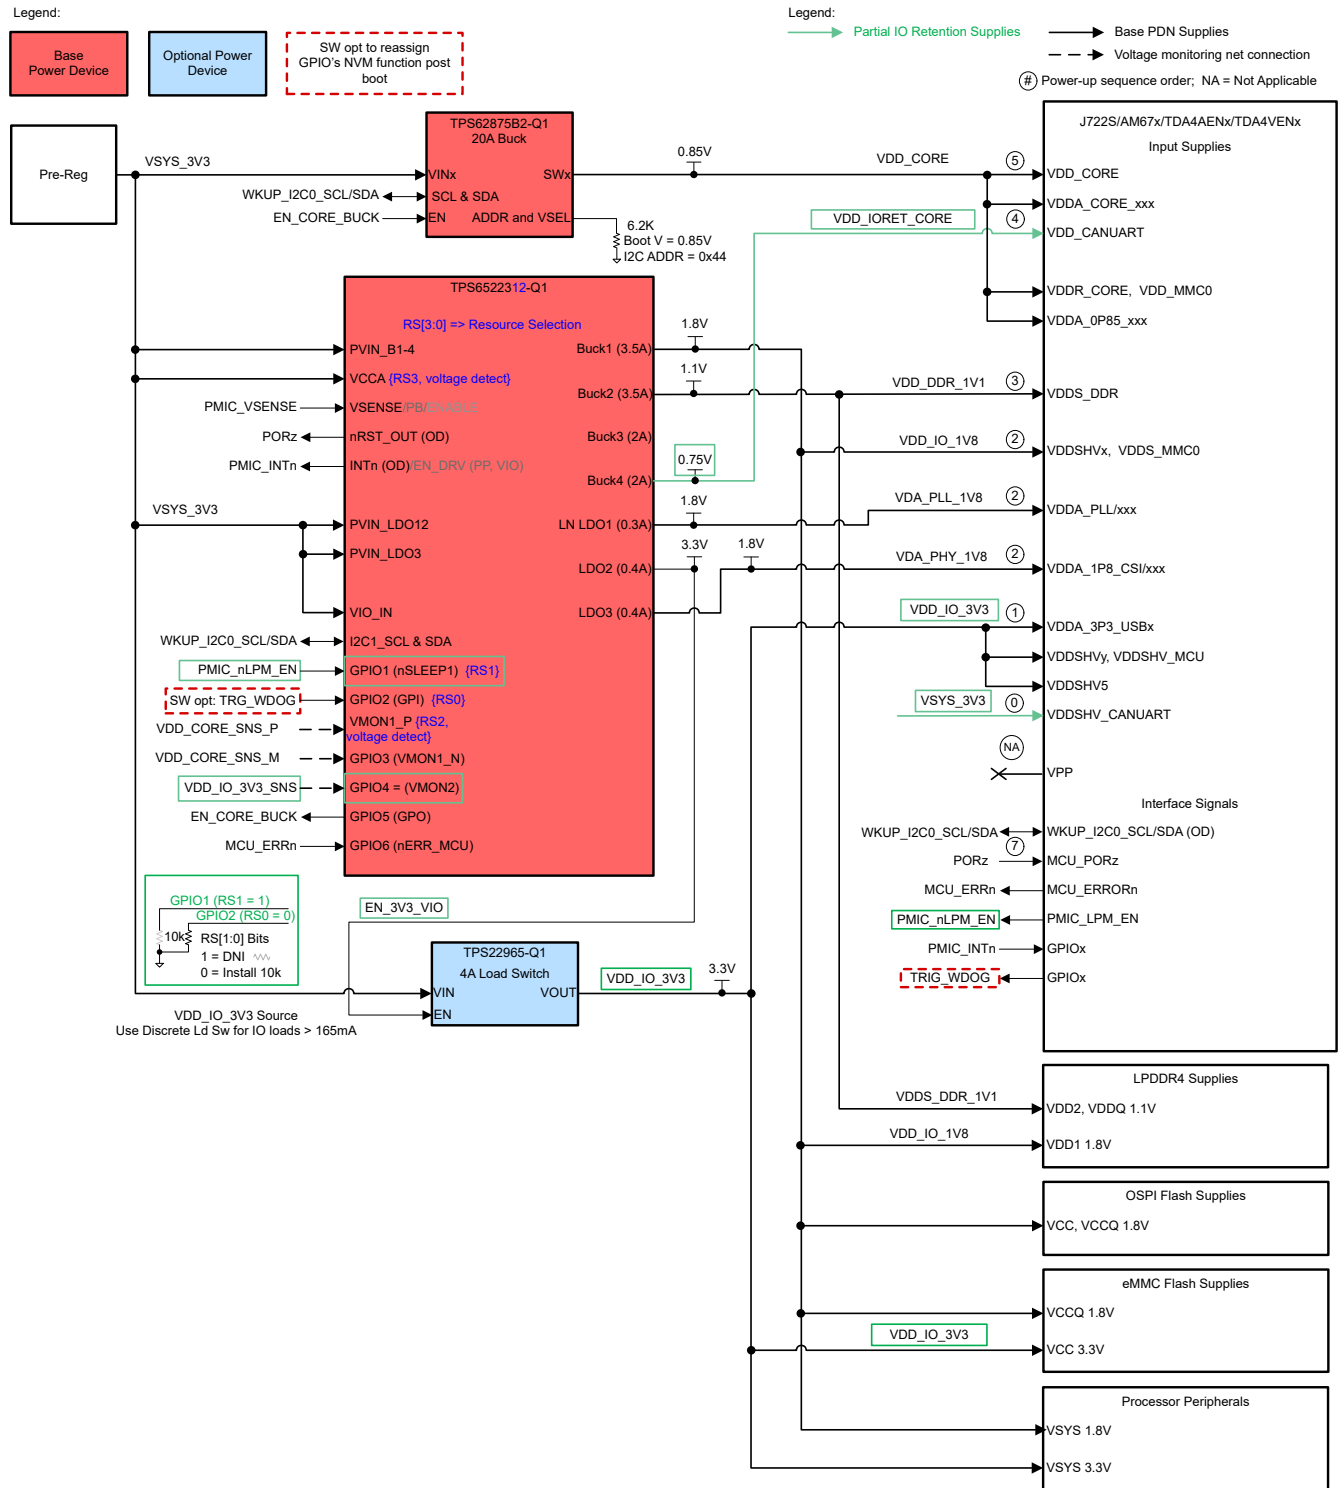 Legend:
Base
Power Device
Optional Power
Device
SW opt to reassign
GPIO's NVM function post
boot
Legend:
Partial IO Retention Supplies
Base PDN Supplies
Voltage monitoring net connection
# Power-up sequence order; NA = Not Applicable
Pre-Reg
VSYS_3V3
TPS62875B2-Q1
20A Buck
VINx
SWx
WKUP_I2C0_SCL/SDA
SCL & SDA
EN_CORE_BUCK
EN
ADDR and VSEL
6.2K
Boot V = 0.85V
I2C ADDR = 0x44
0.85V
VDD_CORE
5
VDD_IORET_CORE
4
J722S/AM67x/TDA4AENx/TDA4VENx
Input Supplies
VDD_CORE
VDDA_CORE_xxx
VDD_CANUART
VDDR_CORE, VDD_MMC0
VDDA_0P85_xxx
TPS6522312-Q1
RS[3:0] => Resource Selection
PVIN_B1-4
Buck1 (3.5A)
1.8V
VCCA {RS3, voltage detect}
Buck2 (3.5A)
1.1V
VDD_DDR_1V1
3
VDDS_DDR
PMIC_VSENSE
VSENSE/PB/ENABLE
PORz
nRST_OUT (OD)
Buck3 (2A)
VDD_IO_1V8
2
VDDSHVx, VDDS_MMC0
PMIC_INTn
INTn (OD)/EN_DRV (PP, VIO)
Buck4 (2A)
0.75V
VSYS_3V3
PVIN_LDO12
LN LDO1 (0.3A)
1.8V
VDA_PLL_1V8
2
VDDA_PLL/xxx
PVIN_LDO3
LDO2 (0.4A)
3.3V
1.8V
VDA_PHY_1V8
2
VDDA_1P8_CSI/xxx
VIO_IN
LDO3 (0.4A)
VDD_IO_3V3
1
VDDA_3P3_USBx
WKUP_I2C0_SCL/SDA
I2C1_SCL & SDA
VDDSHVy, VDDSHV_MCU
PMIC_nLPM_EN
GPIO1 (nSLEEP1) {RS1}
VDDSHV5
SW opt: TRG_WDOG
GPIO2 (GPI) {RS0}
VSYS_3V3
0
VDDSHV_CANUART
VDD_CORE_SNS_P
VMON1_P {RS2,
voltage detect}
VDD_CORE_SNS_M
GPIO3 (VMON1_N)
NA
VPP
VDD_IO_3V3_SNS
GPIO4 = (VMON2)
Interface Signals
EN_CORE_BUCK
GPIO5 (GPO)
WKUP_I2C0_SCL/SDA
WKUP_I2C0_SCL/SDA (OD)
MCU_ERRn
GPIO6 (nERR_MCU)
PORz
7
MCU_PORz
MCU_ERRn
MCU_ERRORn
PMIC_nLPM_EN
PMIC_LPM_EN
PMIC_INTn
GPIOx
TRIG_WDOG
GPIOx
GPIO1 (RS1 = 1)
GPIO2 (RS0 = 0)
10k
RS[1:0] Bits
1 = DNI
0 = Install 10k
EN_3V3_VIO
TPS22965-Q1
4A Load Switch
VIN
VOUT
EN
VDD_IO_3V3
3.3V
VDD_IO_3V3 Source
Use Discrete Ld Sw for IO loads > 165mA
LPDDR4 Supplies
VDDS_DDR_1V1
VDD2, VDDQ 1.1V
VDD_IO_1V8
VDD1 1.8V
OSPI Flash Supplies
VCC, VCCQ 1.8V
eMMC Flash Supplies
VCCQ 1.8V
VDD_IO_3V3
VCC 3.3V
Processor Peripherals
VSYS 1.8V
VSYS 3.3V